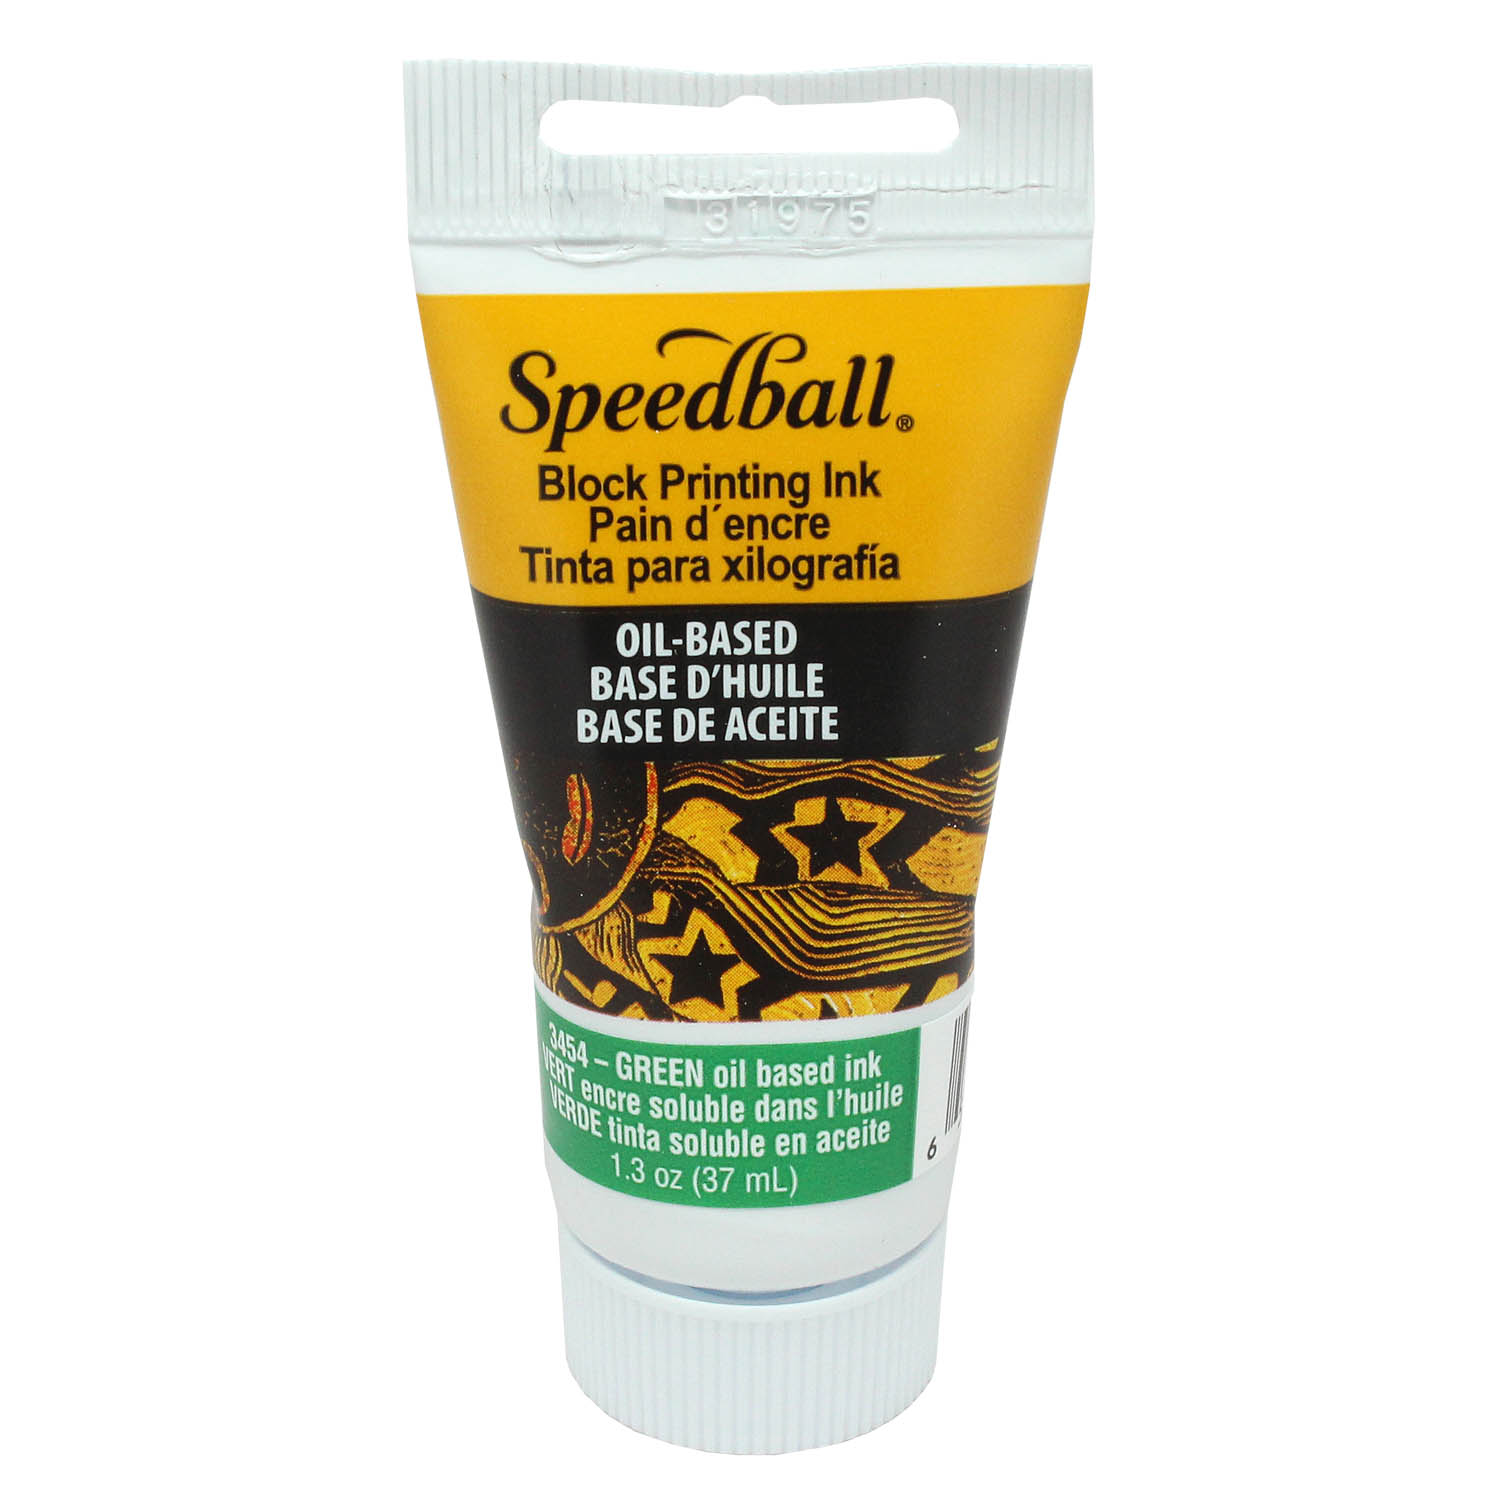 31975
Speedball®
Block Printing Ink
Pain d´encre
Tinta para xilografía
OIL-BASED
BASE D'HUILE
BASE DE ACEITE
3454 – GREEN oil based ink
VERT encre soluble dans l'huile
VERDE tinta soluble en aceite
1.3 oz (37 mL)
6